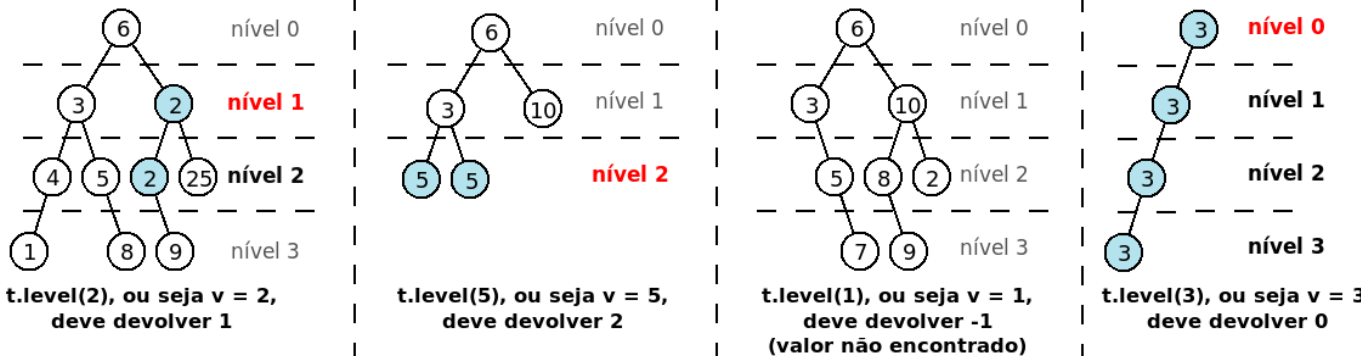 6
nível 0
3
2
nível 1
4
5
2
25
nível 2
1
8
9
nível 3
t.level(2), ou seja v = 2,
deve devolver 1
6
nível 0
3
10
nível 1
5
5
nível 2
t.level(5), ou seja v = 5,
deve devolver 2
6
nível 0
3
10
nível 1
5
8
2
nível 2
7
9
nível 3
t.level(1), ou seja v = 1,
deve devolver -1
(valor não encontrado)
3
nível 0
3
nível 1
3
nível 2
3
nível 3
t.level(3), ou seja v = 3
deve devolver 0